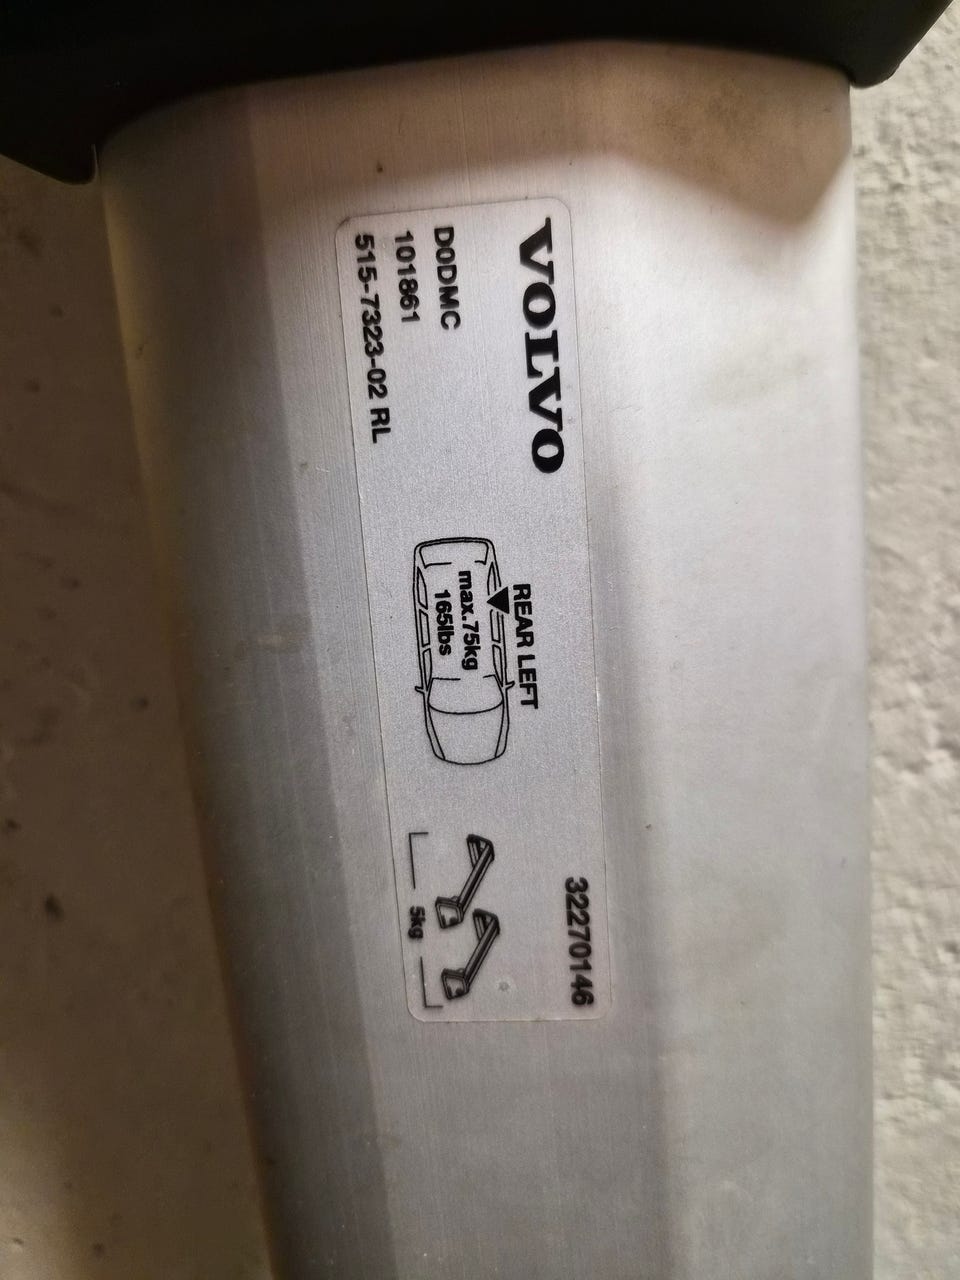 VOLVO
32270146
DODMC
101861
515-7323-02 RL
REAR LEFT
max.75kg
165lbs
5kg